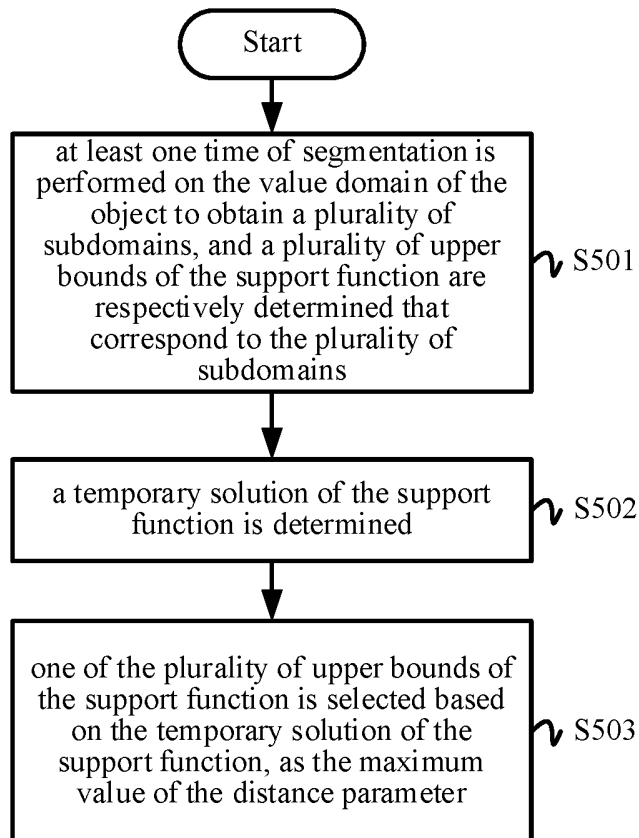 Start
at least one time of segmentation is
performed on the value domain of the
object to obtain a plurality of
subdomains, and a plurality of upper
bounds of the support function are
respectively determined that
correspond to the plurality of
subdomains
S501
a temporary solution of the support
function is determined
S502
one of the plurality of upper bounds of
the support function is selected based
on the temporary solution of the
support function, as the maximum
value of the distance parameter
S503